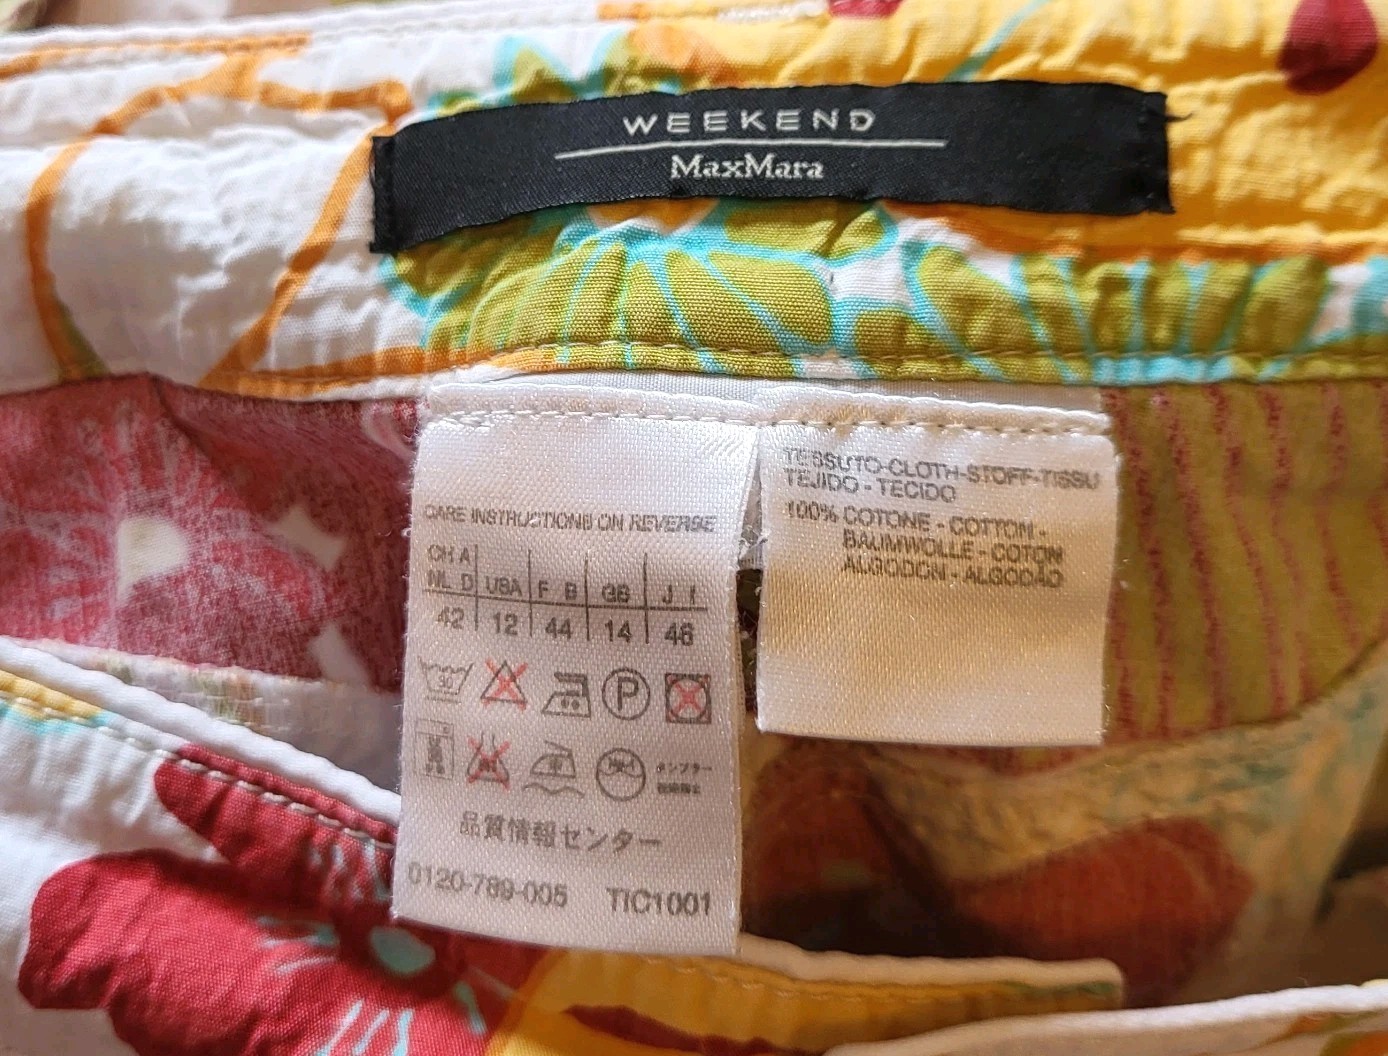 WEEKEND
MaxMara
CARE INSTRUCTIONS ON REVERSE
CH A
NL D USA F B GB J I
42 12 44 14 46
30
P
タンブラー
品質情報センター
0120-789-005 TIC1001
TESSUTO-CLOTH-STOFF-TISSU
TEJIDO - TECIDO
100% COTONE - COTTON -
BAUMWOLLE - COTON
ALGODON - ALGODÃO